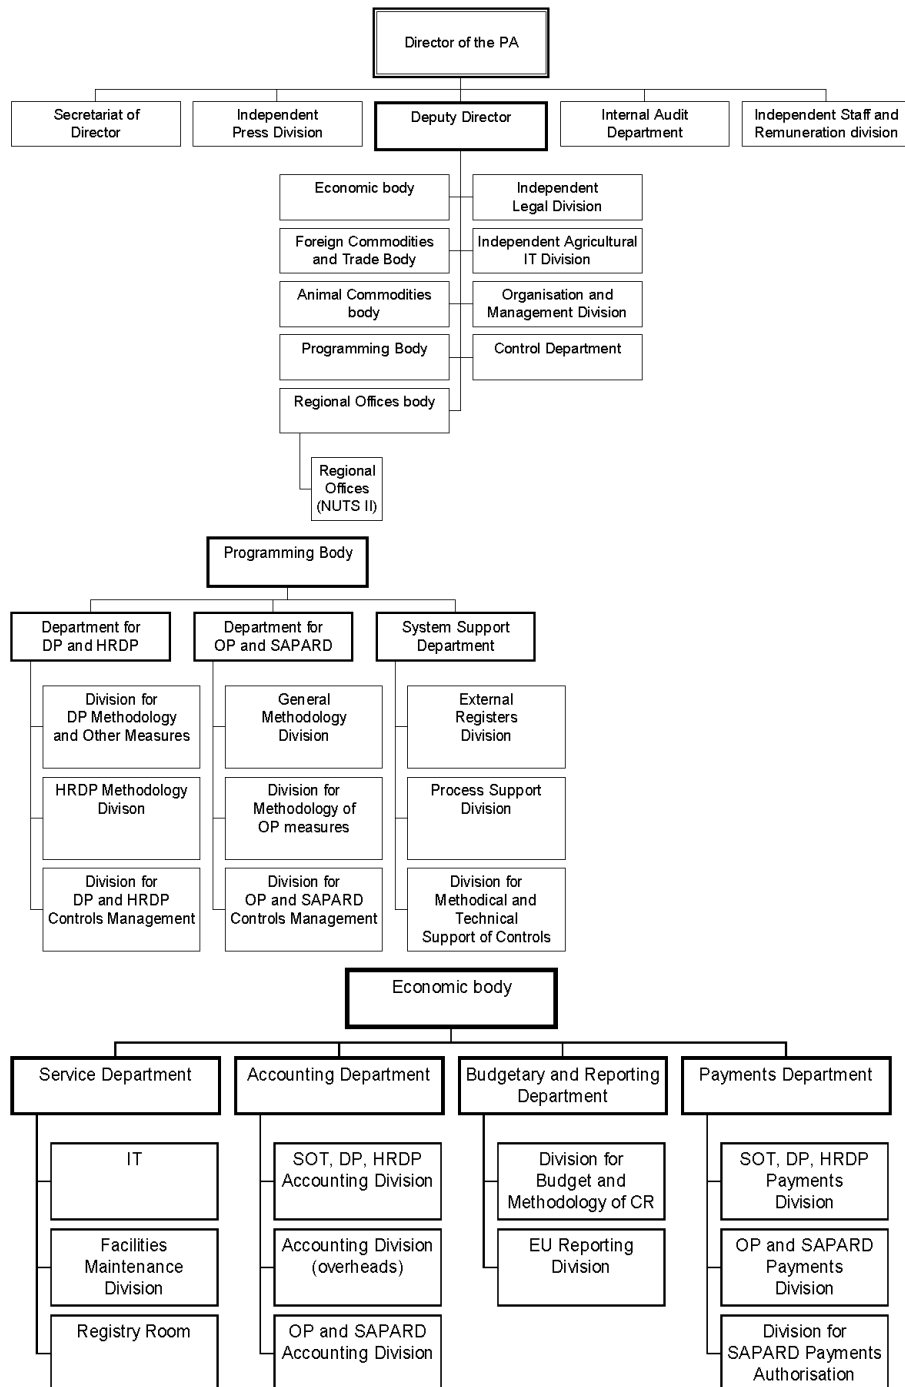 Director of the PA
Secretariat of
Director
Independent
Press Division
Deputy Director
Internal Audit
Department
Independent Staff and
Remuneration division
Economic body
Independent
Legal Division
Foreign Commodities
and Trade Body
Independent Agricultural
IT Division
Animal Commodities
body
Organisation and
Management Division
Programming Body
Control Department
Regional Offices body
Regional
Offices
(NUTS II)
Programming Body
Department for
DP and HRDP
Department for
OP and SAPARD
System Support
Department
Division for
DP Methodology
and Other Measures
General
Methodology
Division
External
Registers
Division
HRDP Methodology
Divison
Division for
Methodology of
OP measures
Process Support
Division
Division for
DP and HRDP
Controls Management
Division for
OP and SAPARD
Controls Management
Division for
Methodical and
Technical
Support of Controls
Economic body
Service Department
Accounting Department
Budgetary and Reporting
Department
Payments Department
IT
SOT, DP, HRDP
Accounting Division
Division for
Budget and
Methodology of CR
SOT, DP, HRDP
Payments
Division
Facilities
Maintenance
Division
Accounting Division
(overheads)
EU Reporting
Division
OP and SAPARD
Payments
Division
Registry Room
OP and SAPARD
Accounting Division
Division for
SAPARD Payments
Authorisation